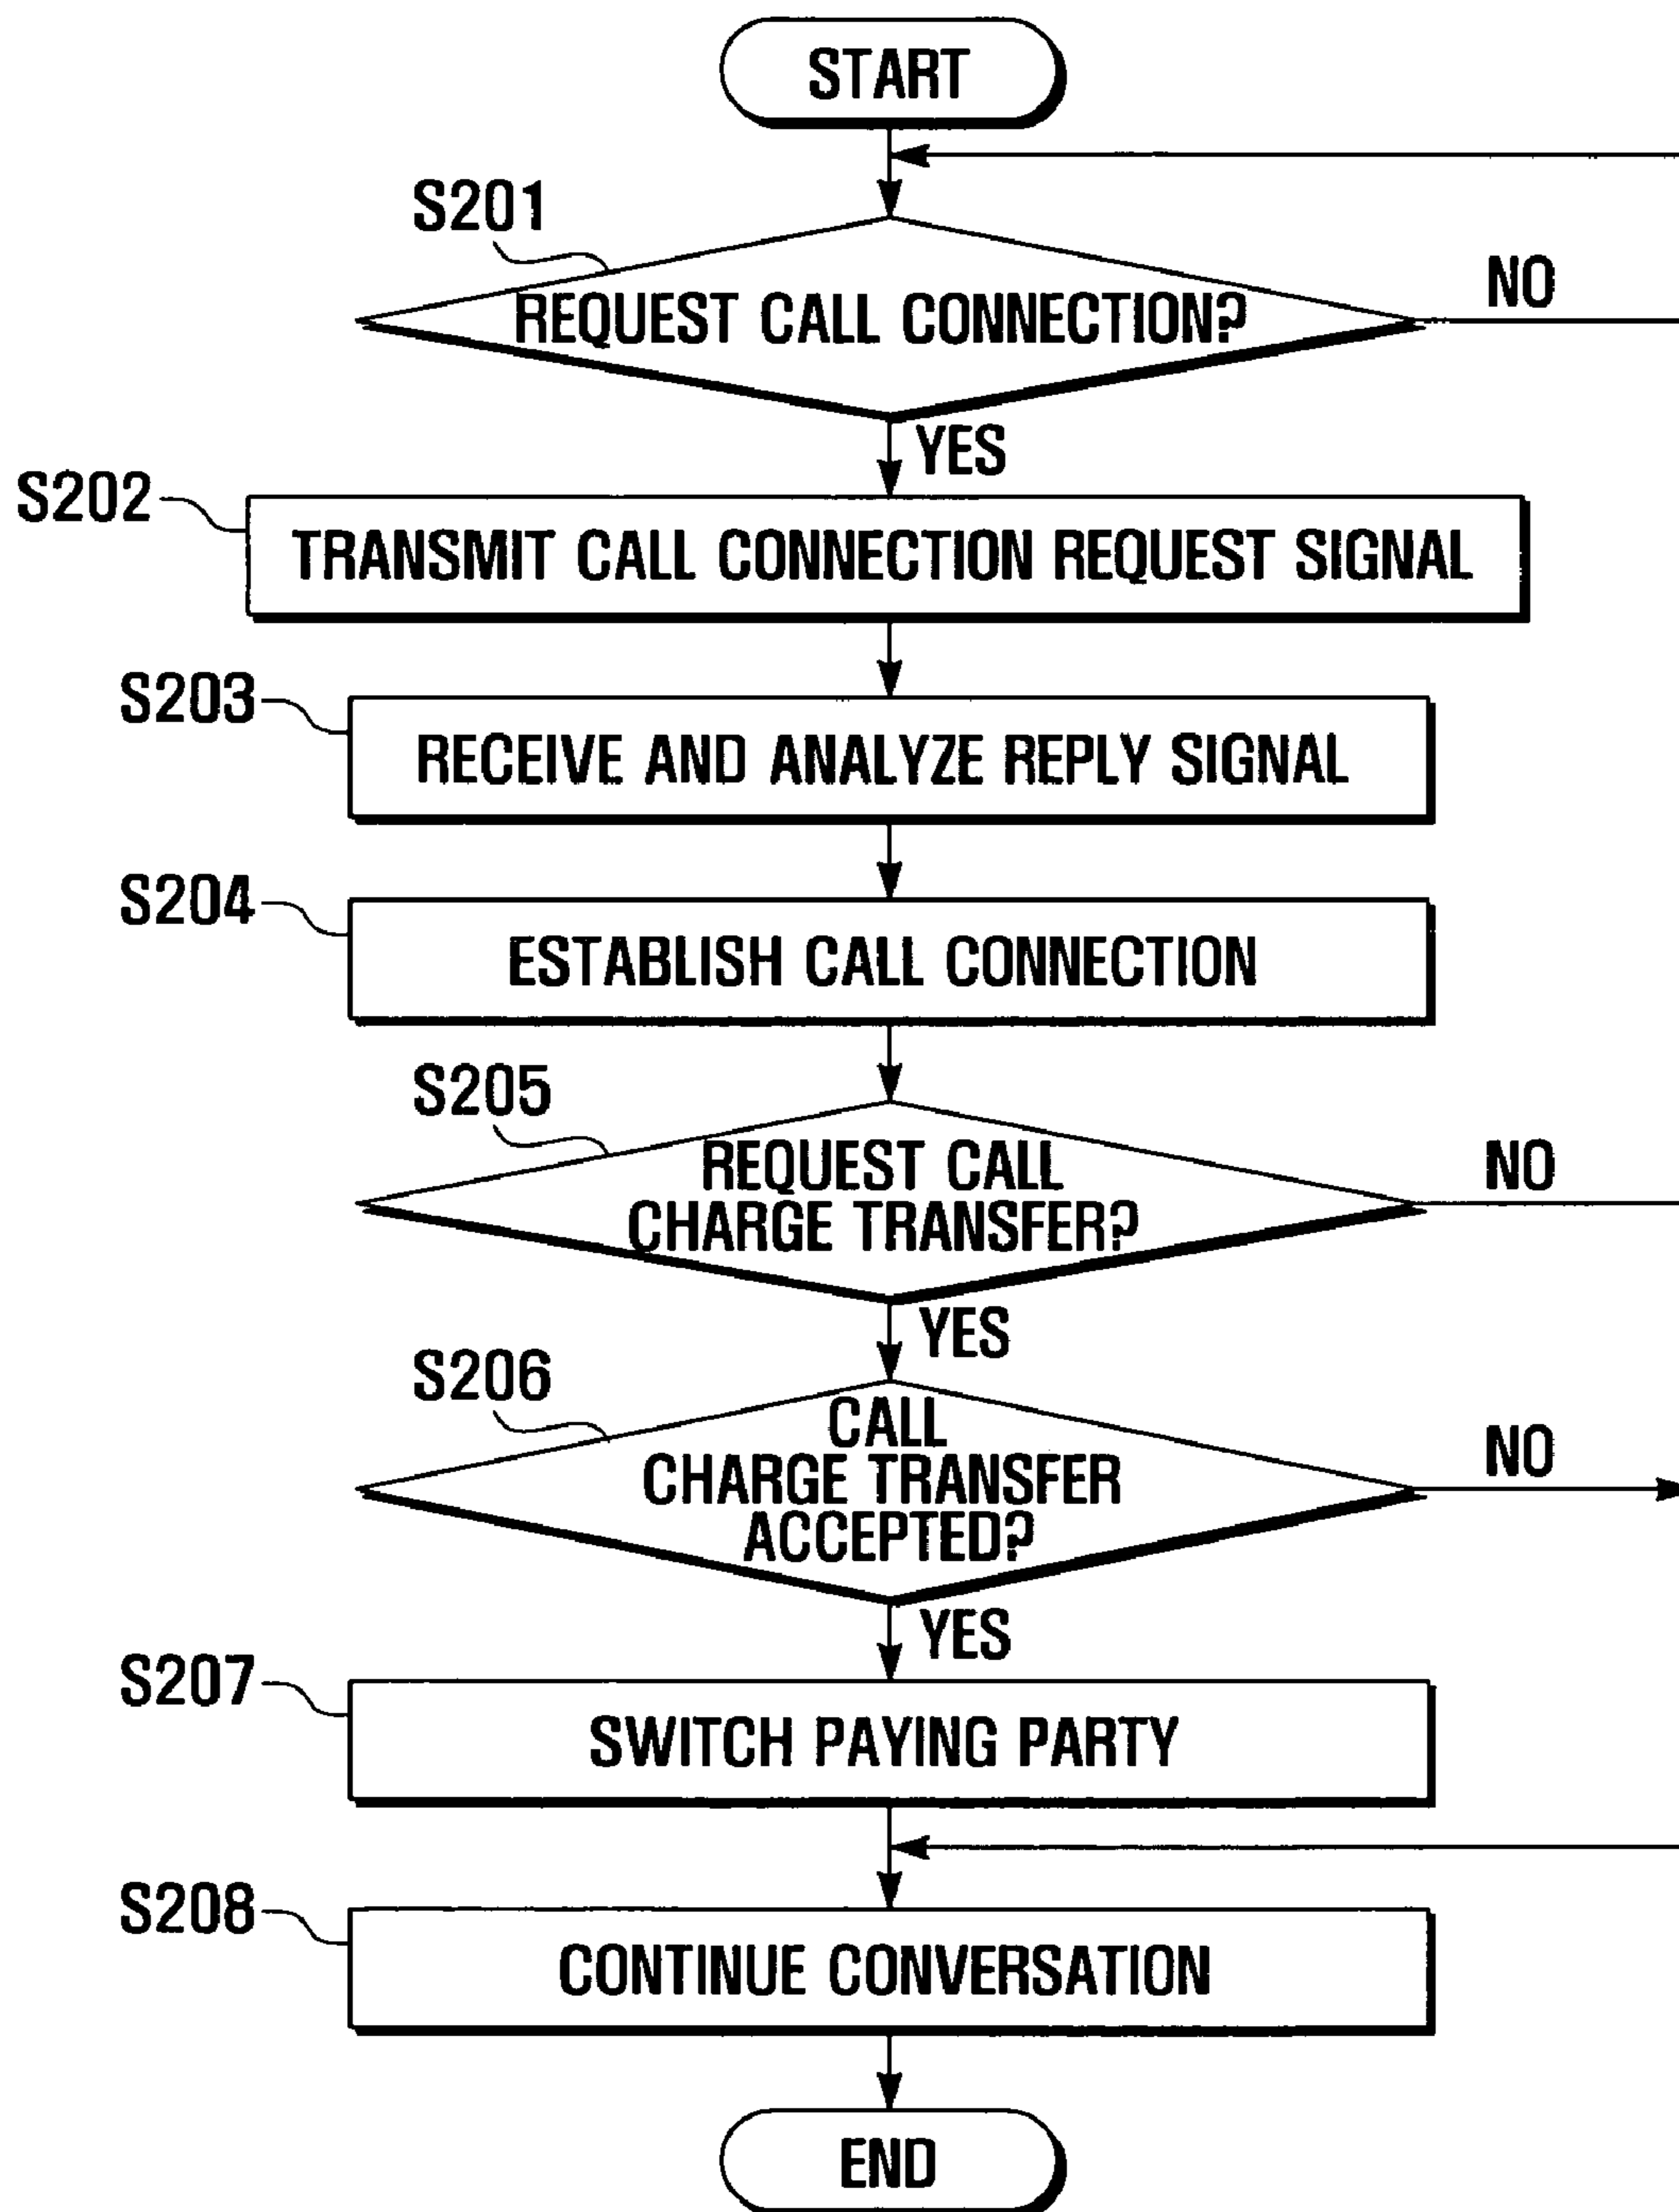 START
S201
REQUEST CALL CONNECTION?
NO
YES
S202
TRANSMIT CALL CONNECTION REQUEST SIGNAL
S203
RECEIVE AND ANALYZE REPLY SIGNAL
S204
ESTABLISH CALL CONNECTION
S205
REQUEST CALL
CHARGE TRANSFER?
NO
YES
S206
CALL
CHARGE TRANSFER
ACCEPTED?
NO
YES
S207
SWITCH PAYING PARTY
S208
CONTINUE CONVERSATION
END